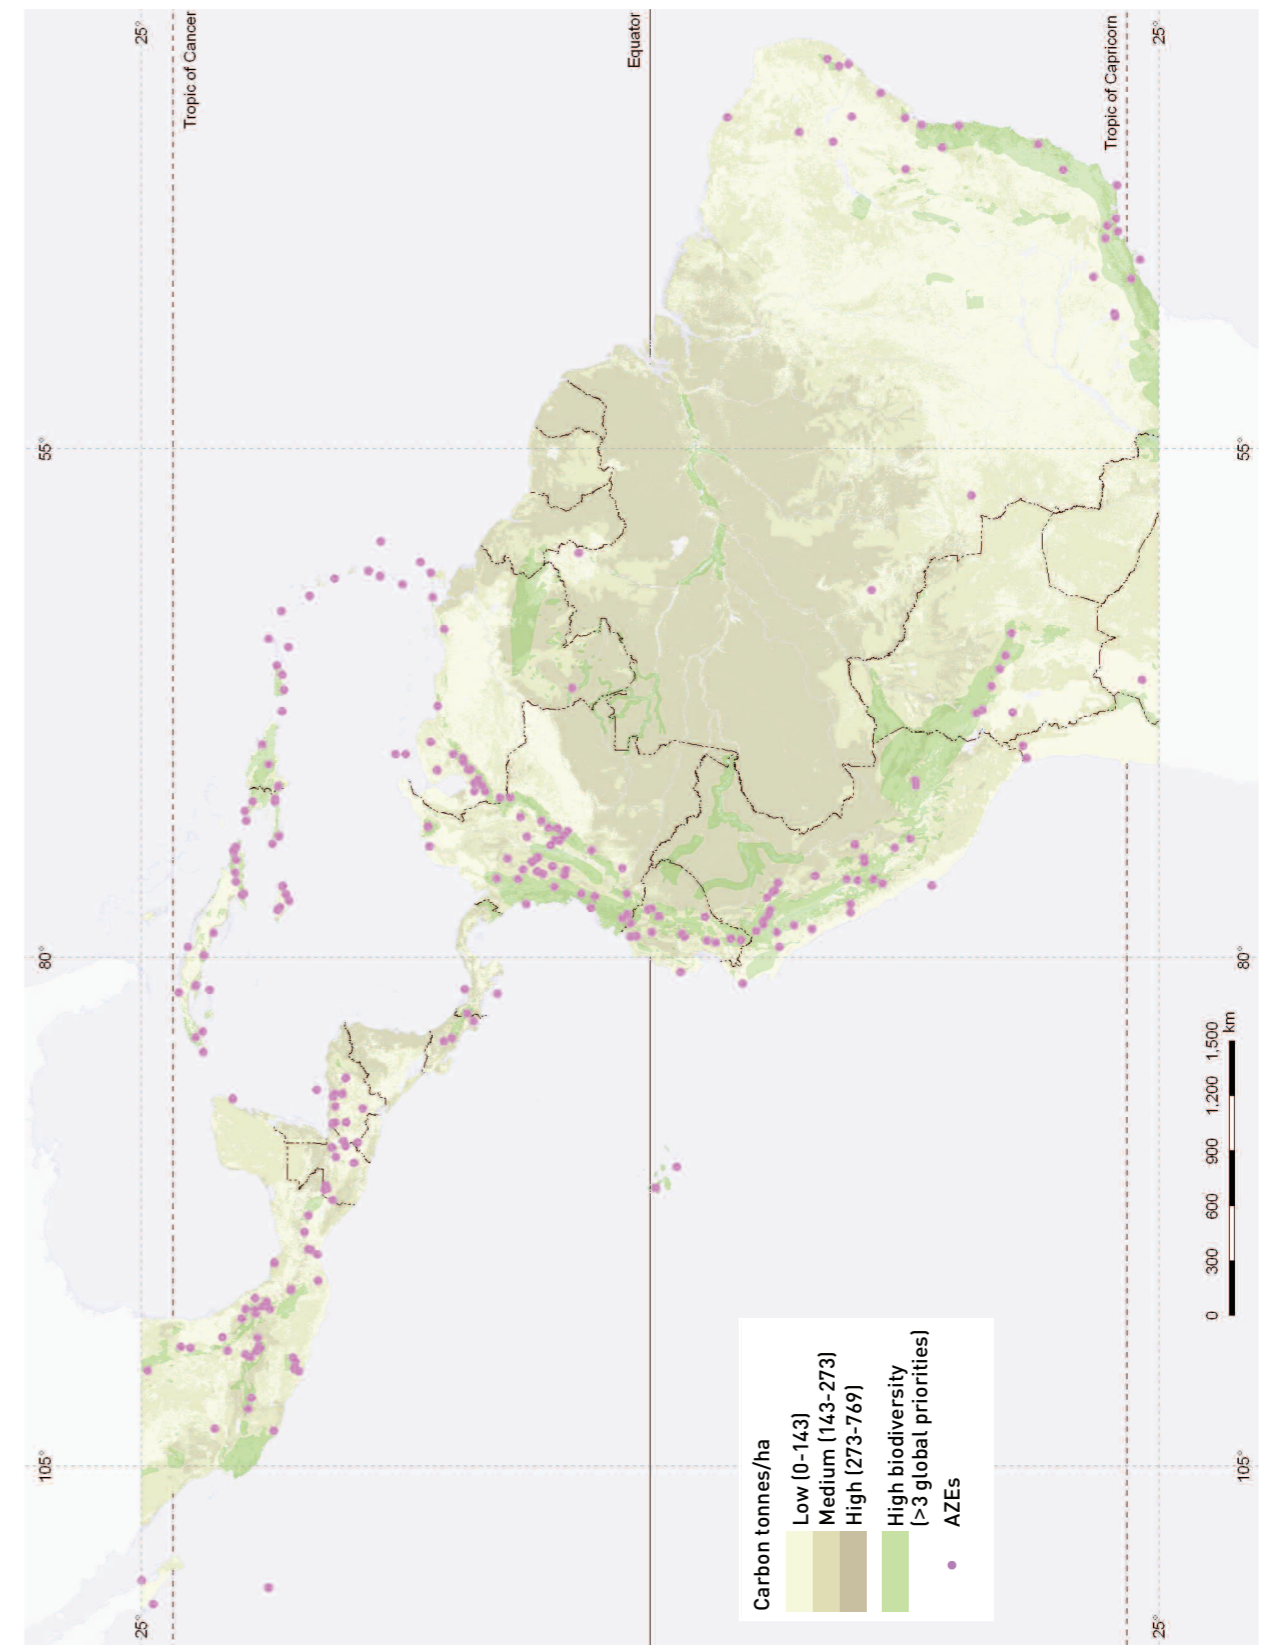 105°
80°
55°
25°
25°
Tropic of Cancer
Equator
Tropic of Capricorn
25°
25°
105°
80°
55°
Carbon tonnes/ha
Low (0-143)
Medium (143-273)
High (273-769)
High biodiversity
(>3 global priorities)
AZEs
0 300 600 900 1,200 1,500
km